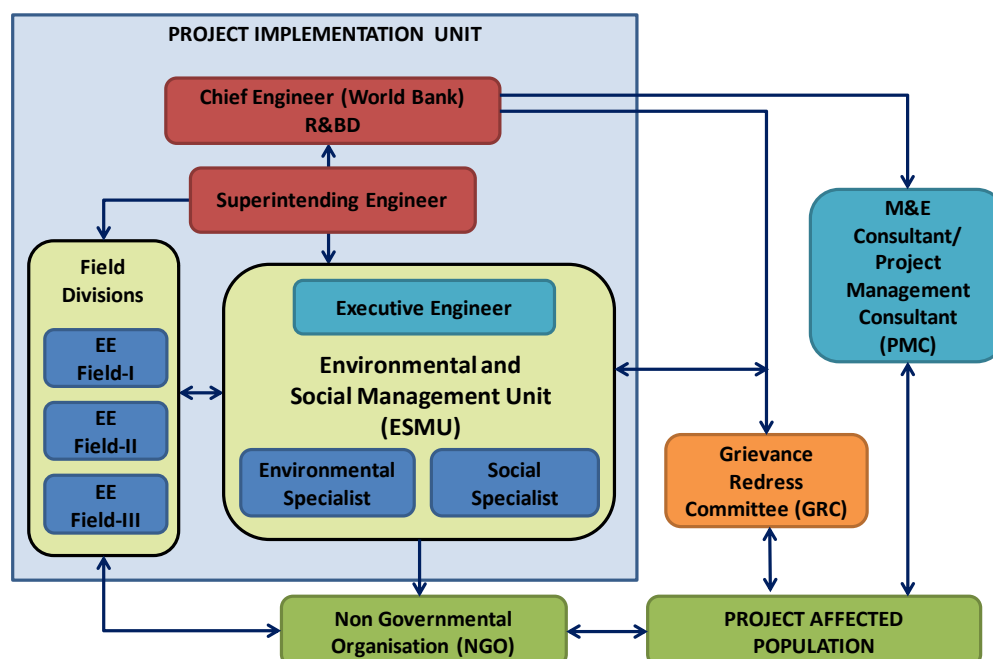 PROJECT IMPLEMENTATION UNIT
Chief Engineer (World Bank)
R&BD
Superintending Engineer
Field
Divisions
EE
Field-I
EE
Field-II
EE
Field-III
Executive Engineer
Environmental and
Social Management Unit
(ESMU)
Environmental
Specialist
Social
Specialist
M&E
Consultant/
Project
Management
Consultant
(PMC)
Grievance
Redress
Committee (GRC)
Non Governmental
Organisation (NGO)
PROJECT AFFECTED
POPULATION